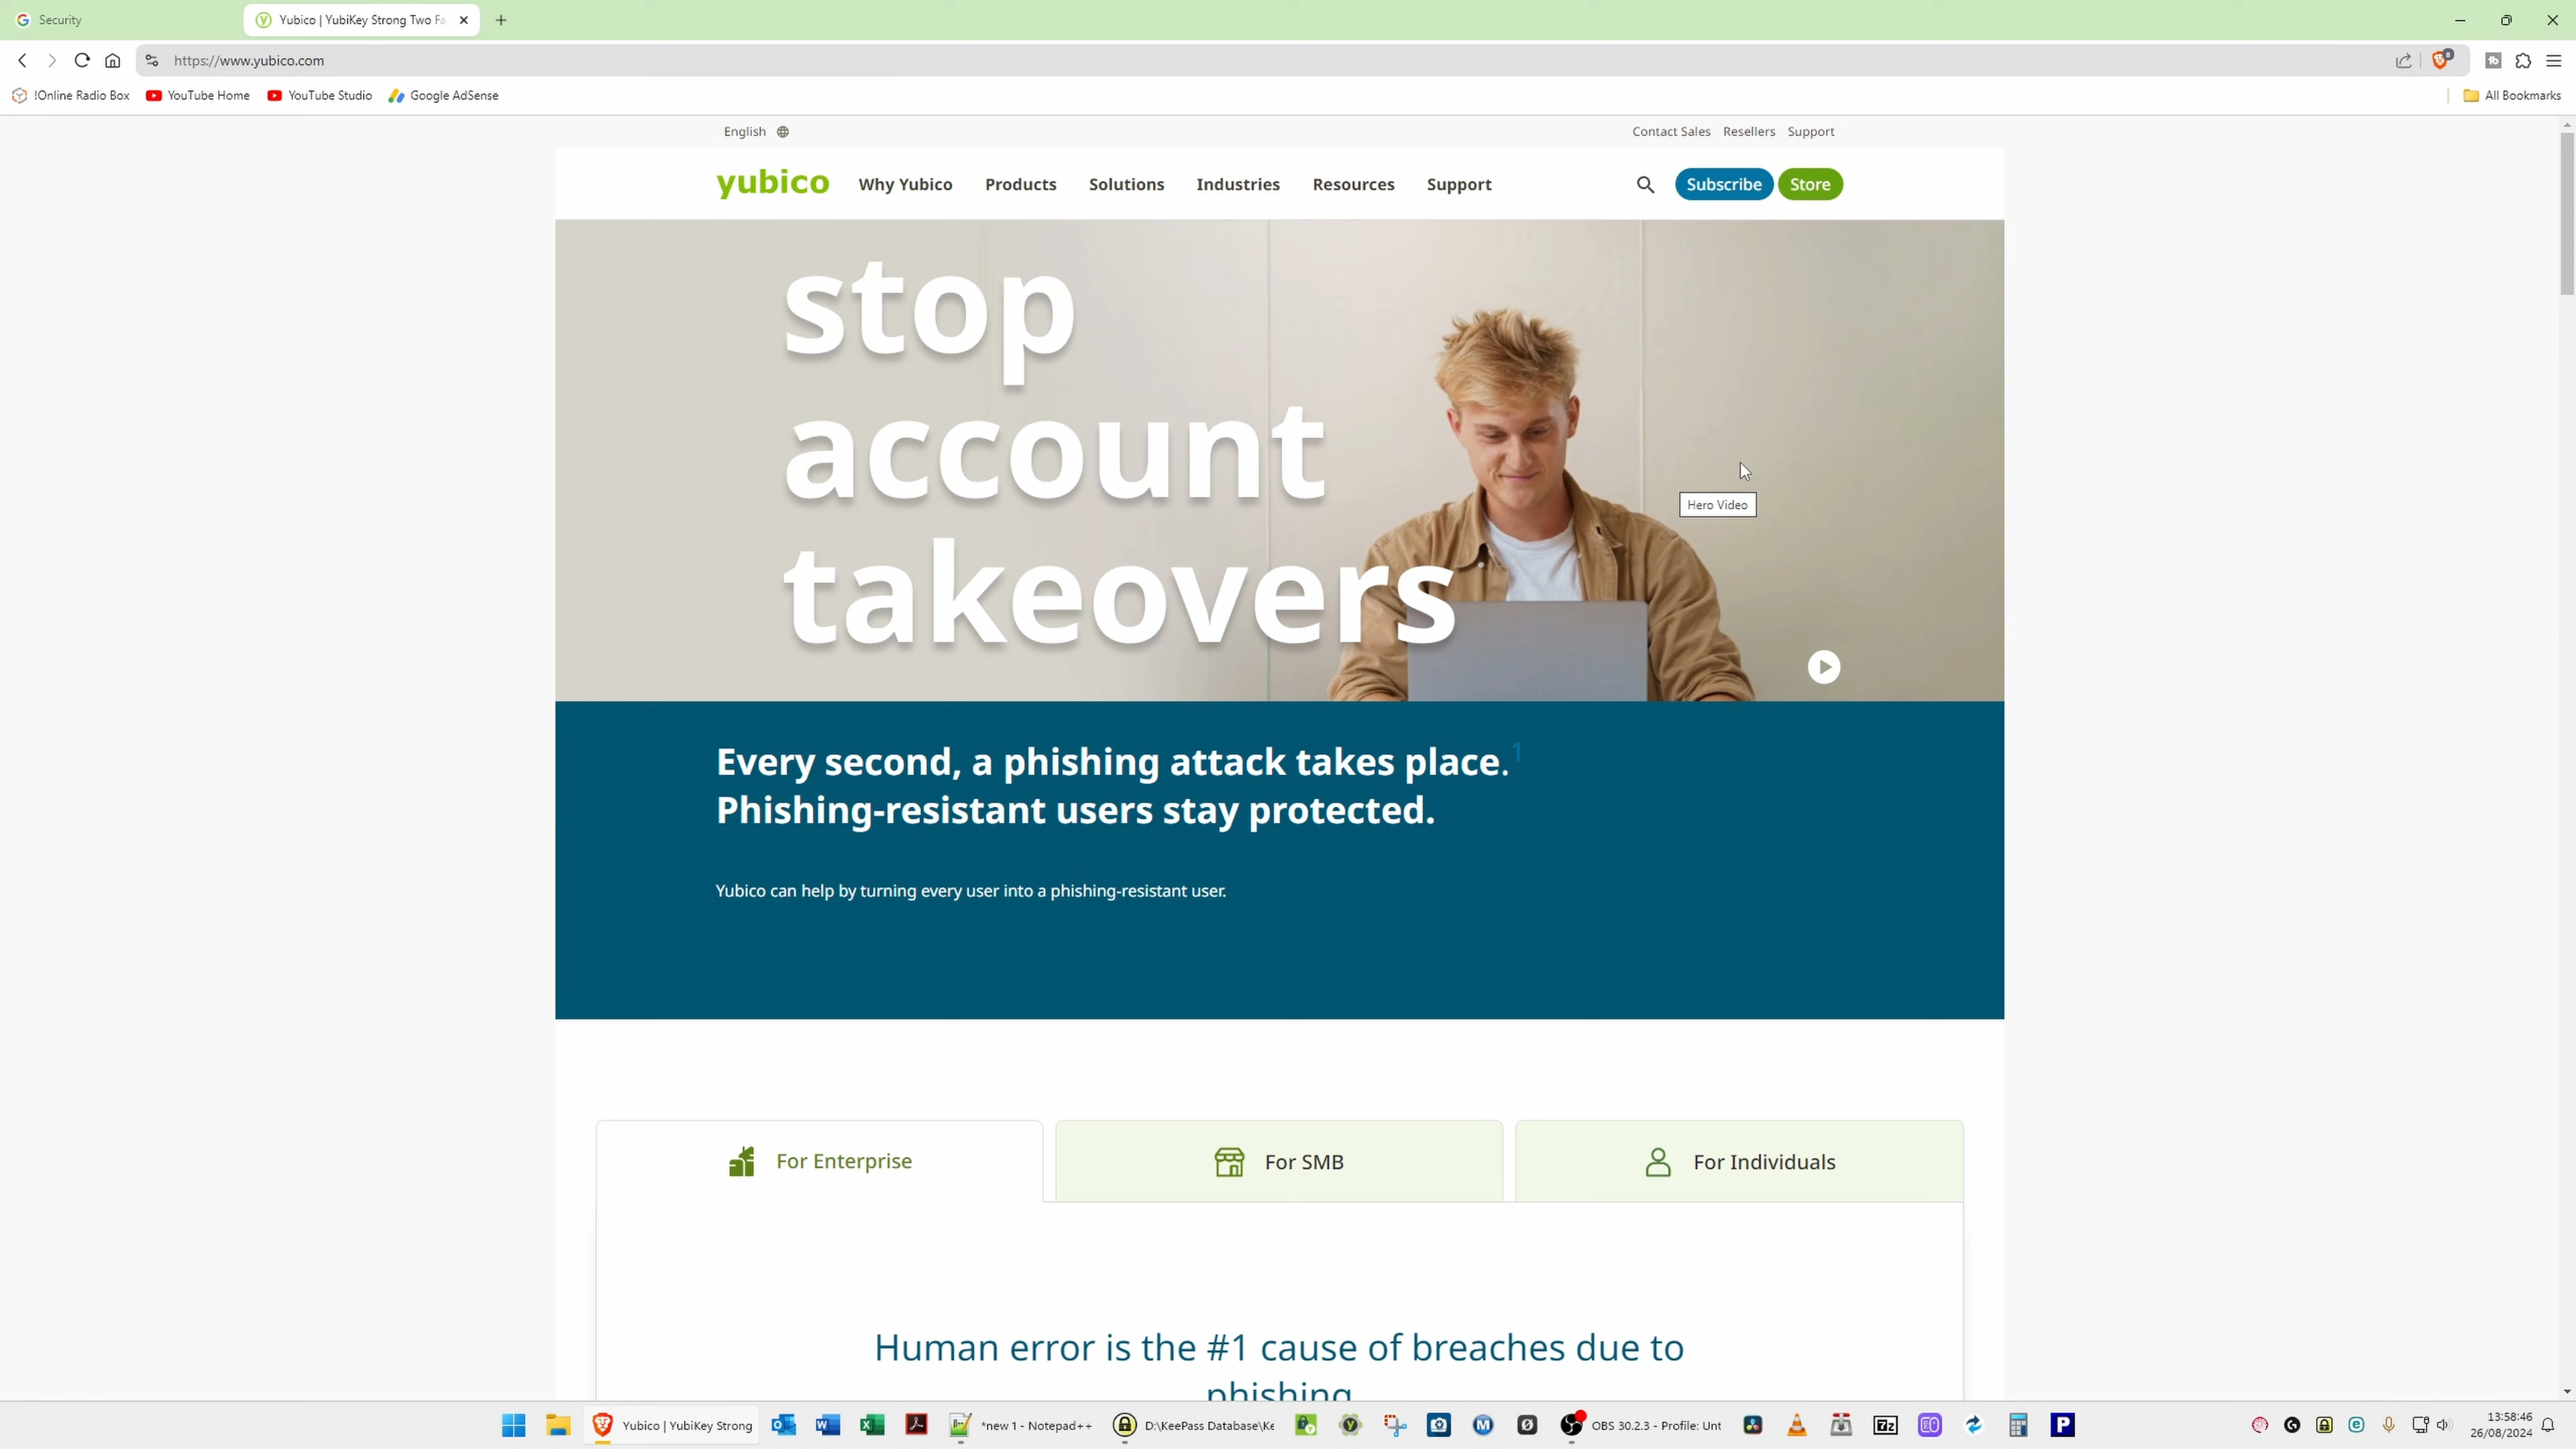 Security
Yubico | YubiKey Strong Two Fa
https://www.yubico.com
8
!Online Radio Box
YouTube Home
YouTube Studio
Google AdSense
All Bookmarks
English
Contact Sales
Resellers
Support
yubico
Why Yubico
Products
Solutions
Industries
Resources
Support
Subscribe
Store
stop
account
takeovers
Hero Video
Every second, a phishing attack takes place.1
Phishing-resistant users stay protected.
Yubico can help by turning every user into a phishing-resistant user.
For Enterprise
For SMB
For Individuals
Human error is the #1 cause of breaches due to
phishing
Yubico | YubiKey Strong
*new 1 - Notepad++
D:\KeePass Database\Ke
OBS 30.2.3 - Profile: Unt
13:58:46
26/08/2024